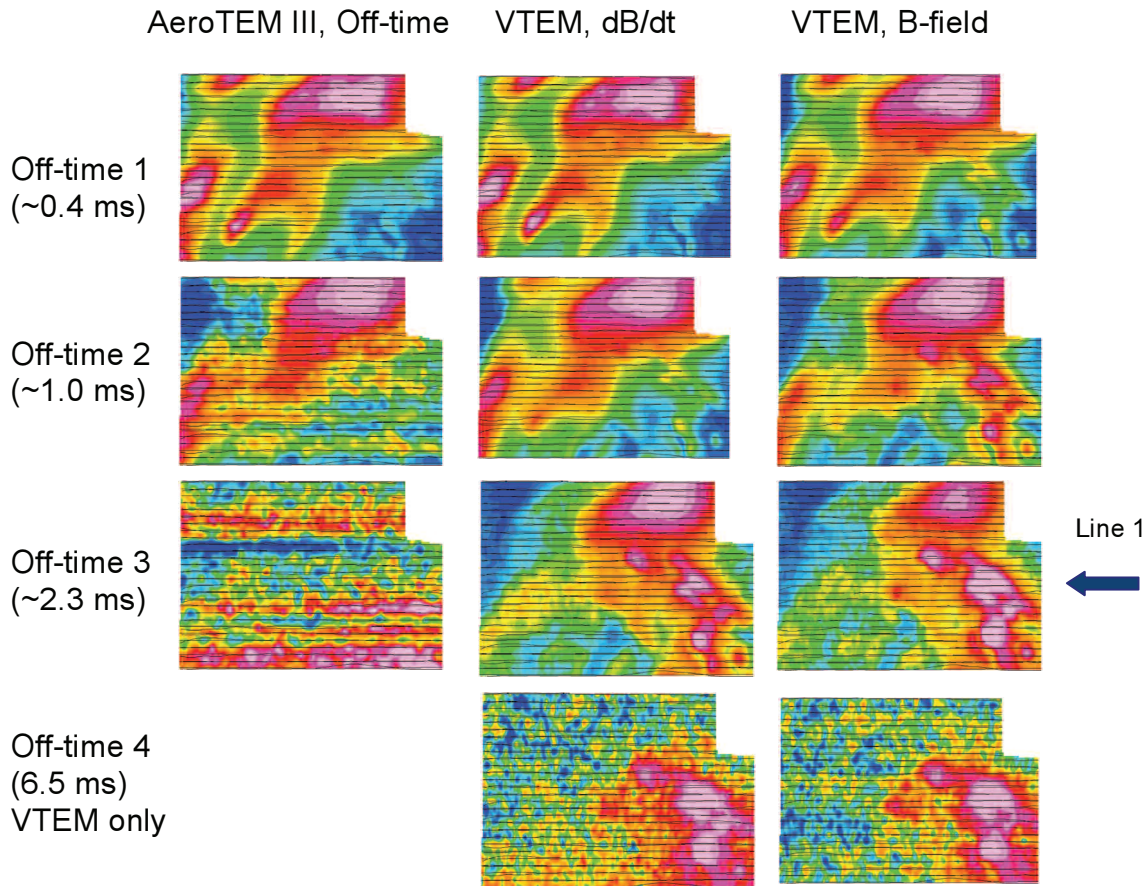 AeroTEM III, Off-time
VTEM, dB/dt
VTEM, B-field
Off-time 1
(~0.4 ms)
Off-time 2
(~1.0 ms)
Off-time 3
(~2.3 ms)
Line 1
Off-time 4
(6.5 ms)
VTEM only